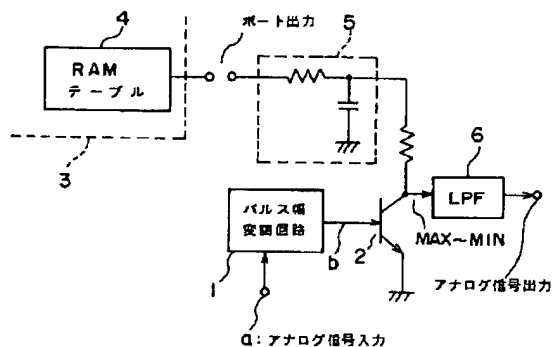 4
ポート出力
5
RAM
テーブル
3
6
LPF
パルス幅
変調回路
b
2
MAX~MIN
1
アナログ信号出力
a:アナログ信号入力